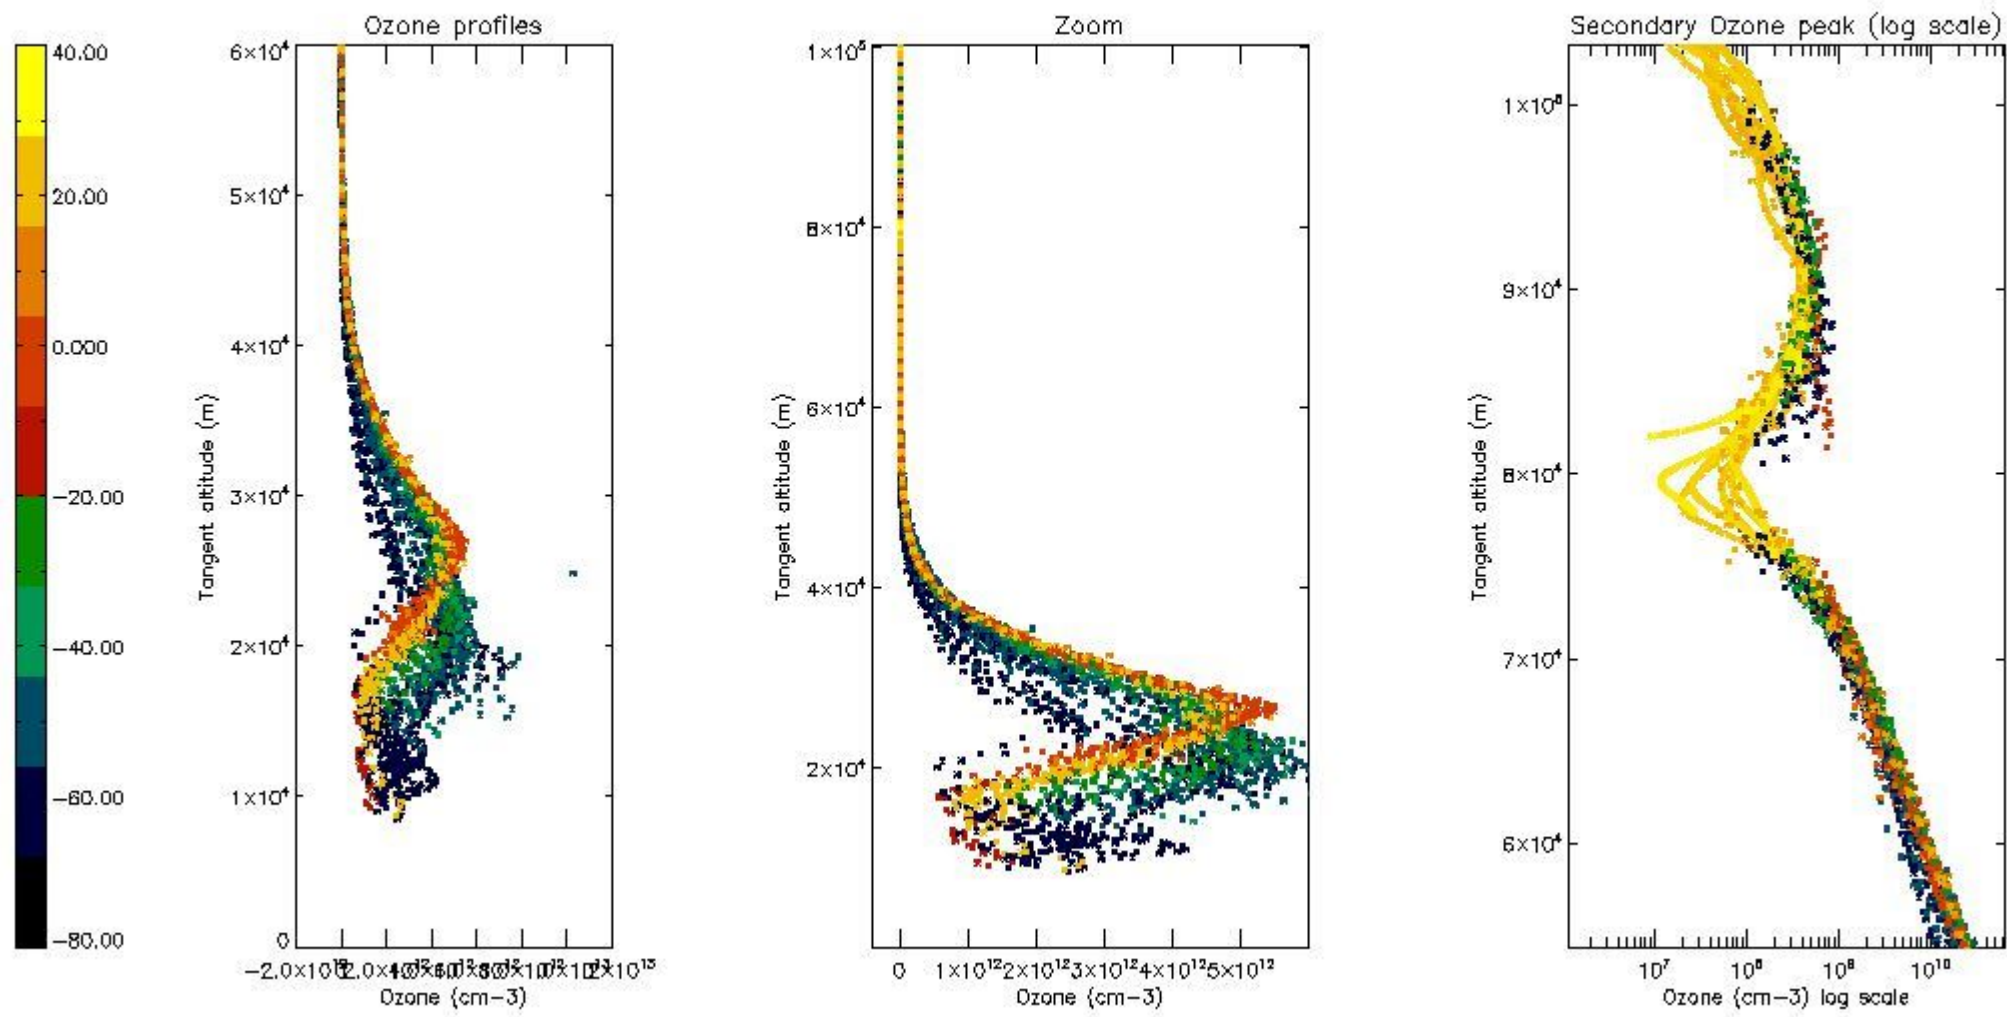 Ozone profiles
Zoom
Secondary Ozone peak (log scale)
40.00
20.00
0.000
−20.00
−40.00
−60.00
−80.00
6×10⁴
5×10⁴
4×10⁴
3×10⁴
2×10⁴
1×10⁴
0
Tangent altitude (m)
Ozone (cm−3)
1×10⁵
8×10⁴
6×10⁴
4×10⁴
2×10⁴
Tangent altitude (m)
0 1×10¹² 2×10¹² 3×10¹² 4×10¹² 5×10¹²
Ozone (cm−3)
9×10⁴
8×10⁴
7×10⁴
6×10⁴
Tangent altitude (m)
10⁷ 10⁸ 10⁹ 10¹⁰
Ozone (cm−3) log scale